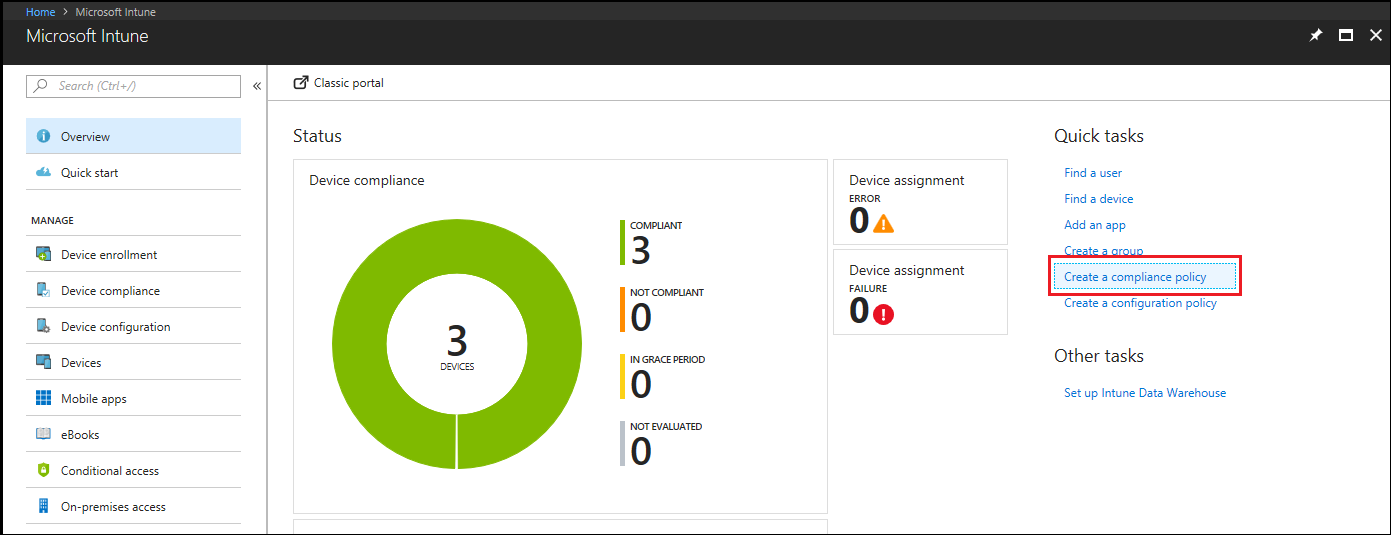 Home > Microsoft Intune
Microsoft Intune
Search (Ctrl+/)
«
Overview
Quick start
MANAGE
Device enrollment
Device compliance
Device configuration
Devices
Mobile apps
eBooks
Conditional access
On-premises access
Classic portal
Status
Device compliance
3
DEVICES
COMPLIANT
3
NOT COMPLIANT
0
IN GRACE PERIOD
0
NOT EVALUATED
0
Device assignment
ERROR
0
Device assignment
FAILURE
0
Quick tasks
Find a user
Find a device
Add an app
Create a group
Create a compliance policy
Create a configuration policy
Other tasks
Set up Intune Data Warehouse